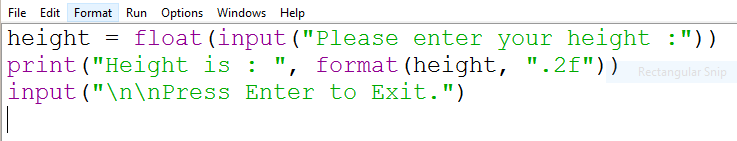 File Edit Format Run Options Windows Help
height = float(input("Please enter your height :"))
print("Height is : ", format(height, ".2f"))
Rectangular Snip
input("\n\nPress Enter to Exit.")